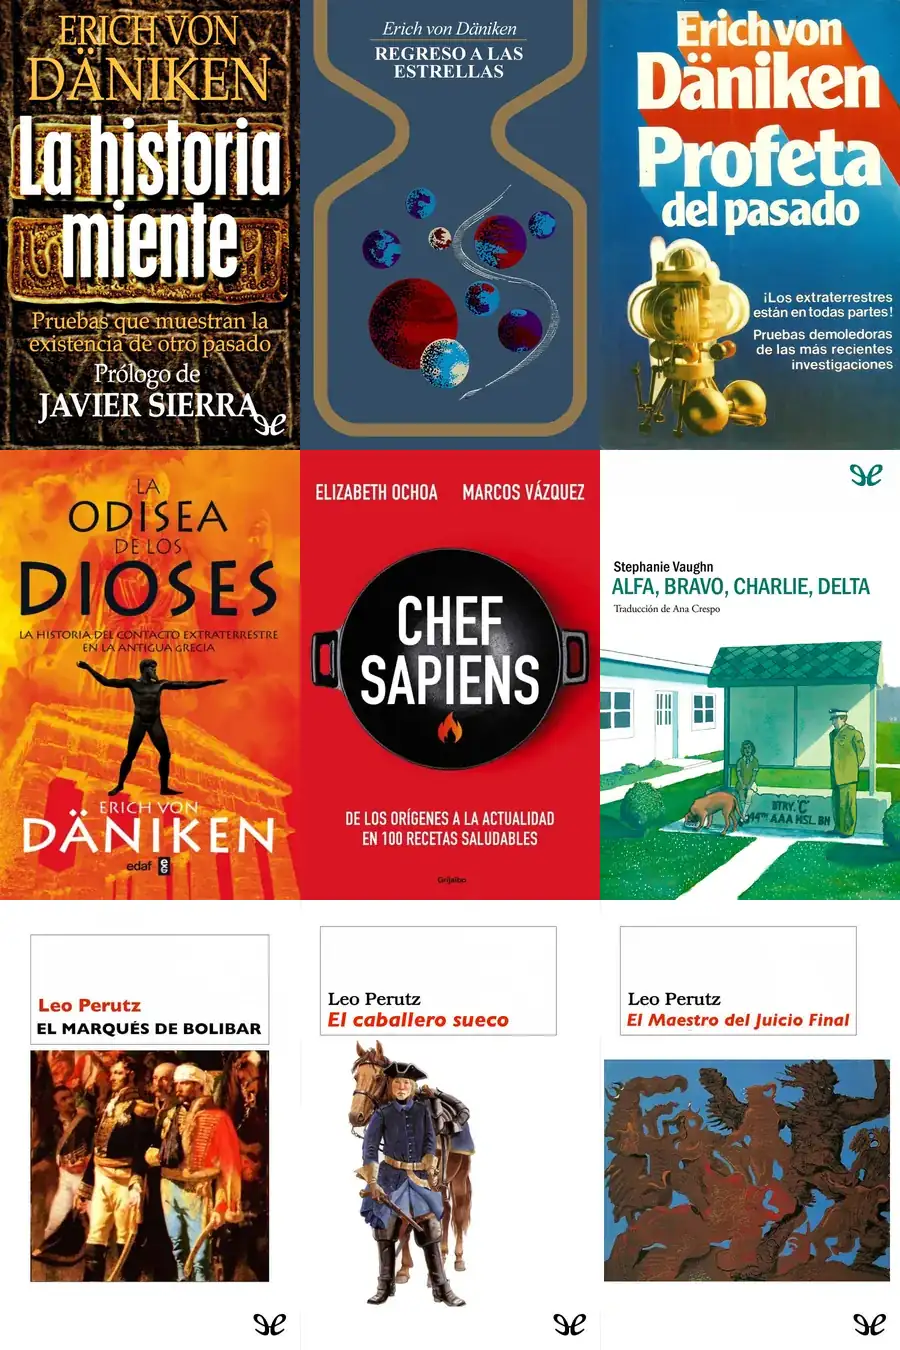 ERICH VON
DÄNIKEN
La historia
miente
Pruebas que muestran la
existencia de otro pasado
Prólogo de
JAVIER SIERRA
Erich von Däniken
REGRESO A LAS
ESTRELLAS
Erich von
Däniken
Profeta
del pasado
¡Los extraterrestres
están en todas partes!
Pruebas demoledoras
de las más recientes
investigaciones
LA
ODISEA
DE LOS
DIOSES
LA HISTORIA DEL CONTACTO EXTRATERRESTRE
EN LA ANTIGUA GRECIA
ERICH VON
DÄNIKEN
edaf
ELIZABETH OCHOA MARCOS VÁZQUEZ
CHEF
SAPIENS
DE LOS ORÍGENES A LA ACTUALIDAD
EN 100 RECETAS SALUDABLES
Grijalbo
Stephanie Vaughn
ALFA, BRAVO, CHARLIE, DELTA
Traducción de Ana Crespo
BTRY. "C"
44TH A.A.A. MSL. BN
Leo Perutz
EL MARQUÉS DE BOLIBAR
Leo Perutz
El caballero sueco
Leo Perutz
El Maestro del Juicio Final